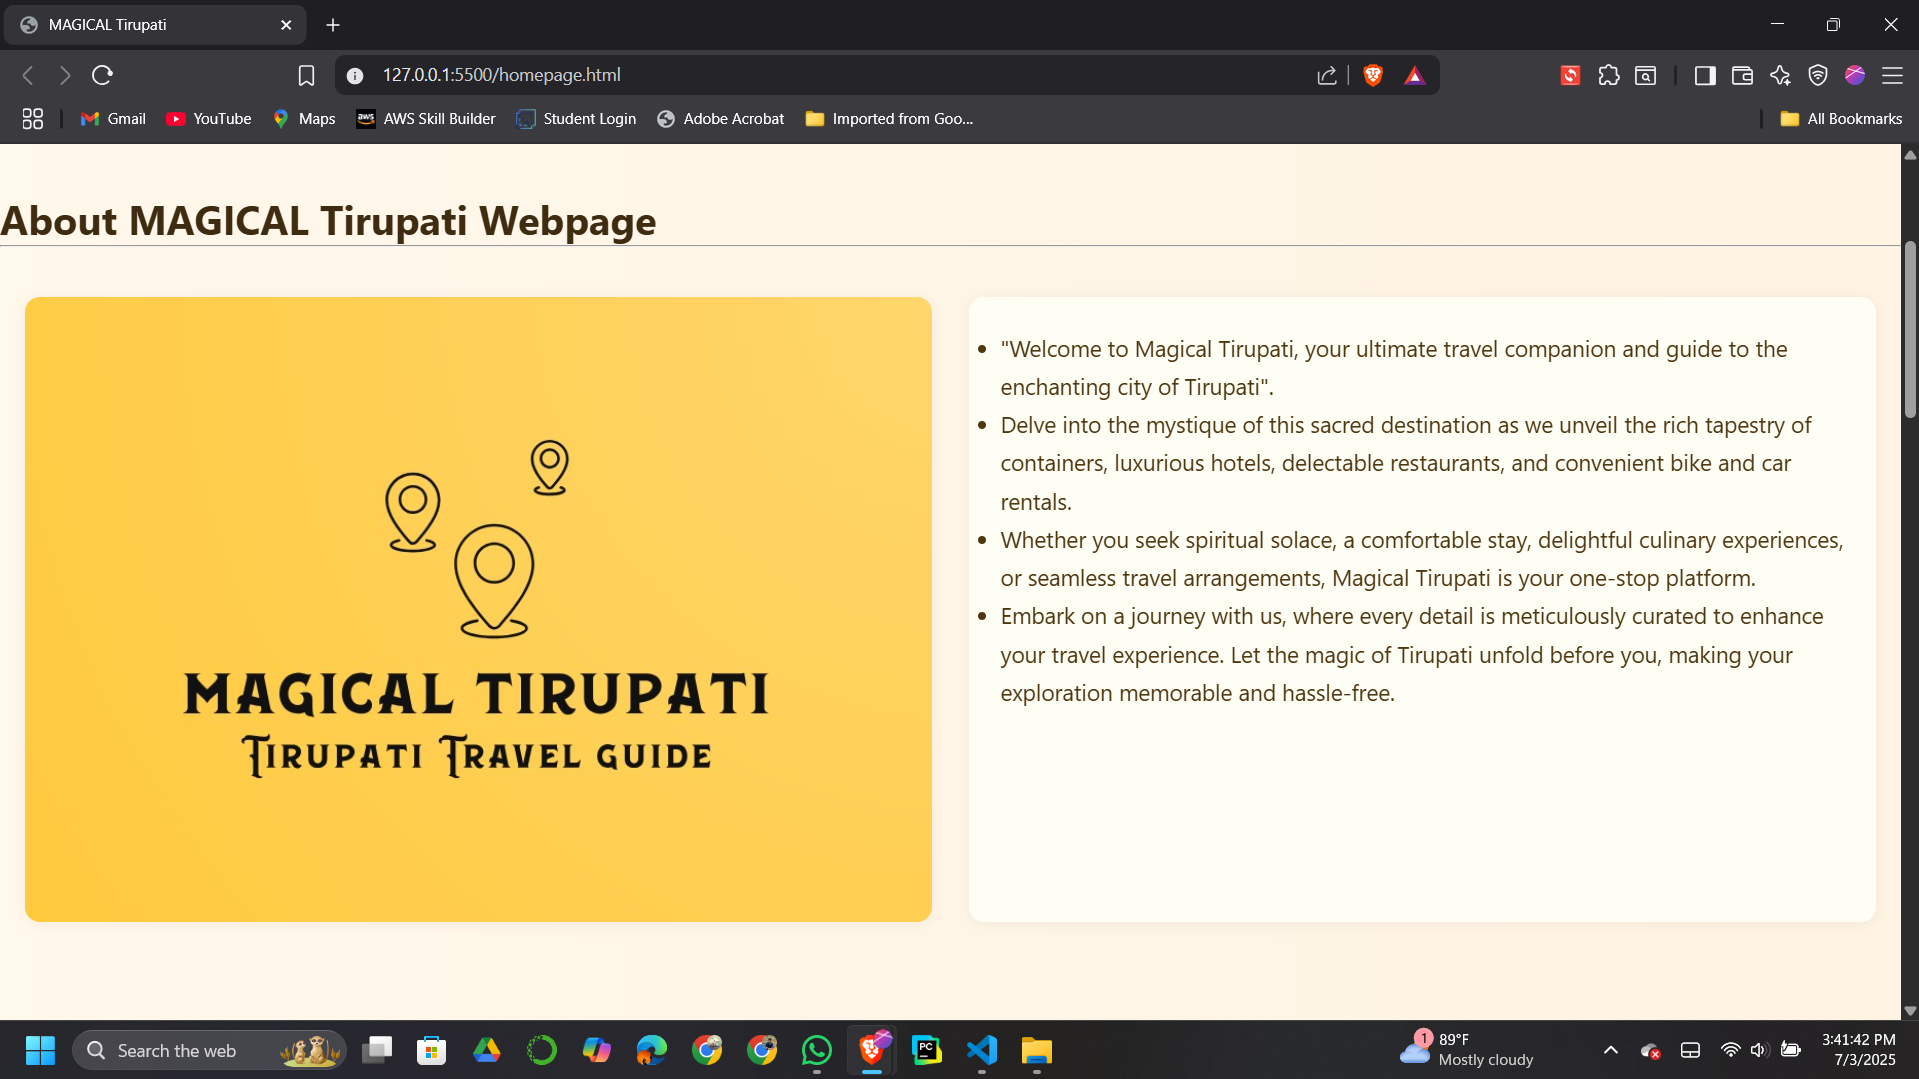 MAGICAL Tirupati
127.0.0.1:5500/homepage.html
Gmail
YouTube
Maps
aws
AWS Skill Builder
Student Login
Adobe Acrobat
Imported from Goo...
All Bookmarks
About MAGICAL Tirupati Webpage
MAGICAL TIRUPATI
TIRUPATI TRAVEL GUIDE
• "Welcome to Magical Tirupati, your ultimate travel companion and guide to the
enchanting city of Tirupati".
• Delve into the mystique of this sacred destination as we unveil the rich tapestry of
containers, luxurious hotels, delectable restaurants, and convenient bike and car
rentals.
• Whether you seek spiritual solace, a comfortable stay, delightful culinary experiences,
or seamless travel arrangements, Magical Tirupati is your one-stop platform.
• Embark on a journey with us, where every detail is meticulously curated to enhance
your travel experience. Let the magic of Tirupati unfold before you, making your
exploration memorable and hassle-free.
Search the web
PC
1
89°F
Mostly cloudy
3:41:42 PM
7/3/2025